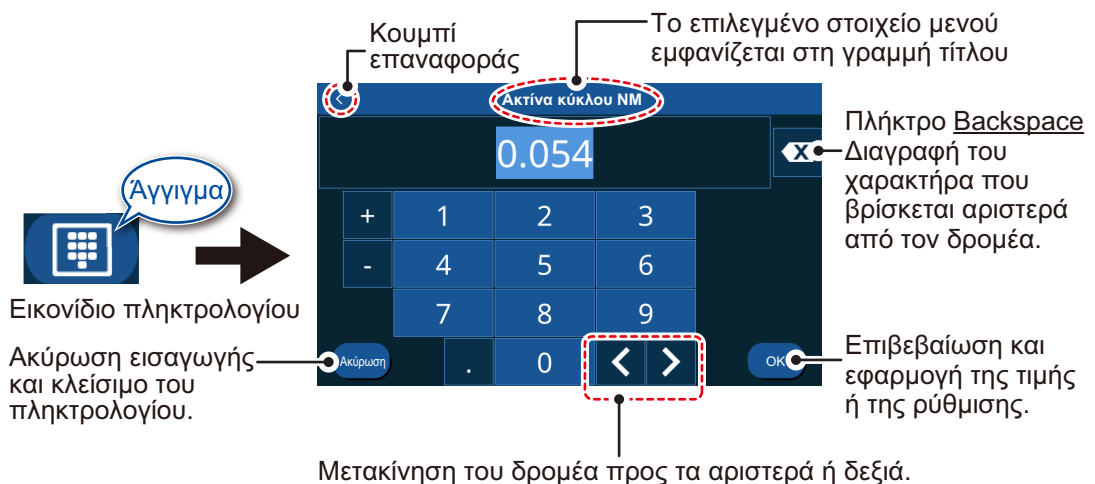 Κουμπί
επαναφοράς
Το επιλεγμένο στοιχείο μενού
εμφανίζεται στη γραμμή τίτλου
Ακτίνα κύκλου NM
0.054
X
Πλήκτρο Backspace
Διαγραφή του
χαρακτήρα που
βρίσκεται αριστερά
από τον δρομέα.
Άγγιγμα
Εικονίδιο πληκτρολογίου
+ 1 2 3
- 4 5 6
7 8 9
Ακύρωση . 0 < > OK
Ακύρωση εισαγωγής
και κλείσιμο του
πληκτρολογίου.
Επιβεβαίωση και
εφαρμογή της τιμής
ή της ρύθμισης.
Μετακίνηση του δρομέα προς τα αριστερά ή δεξιά.